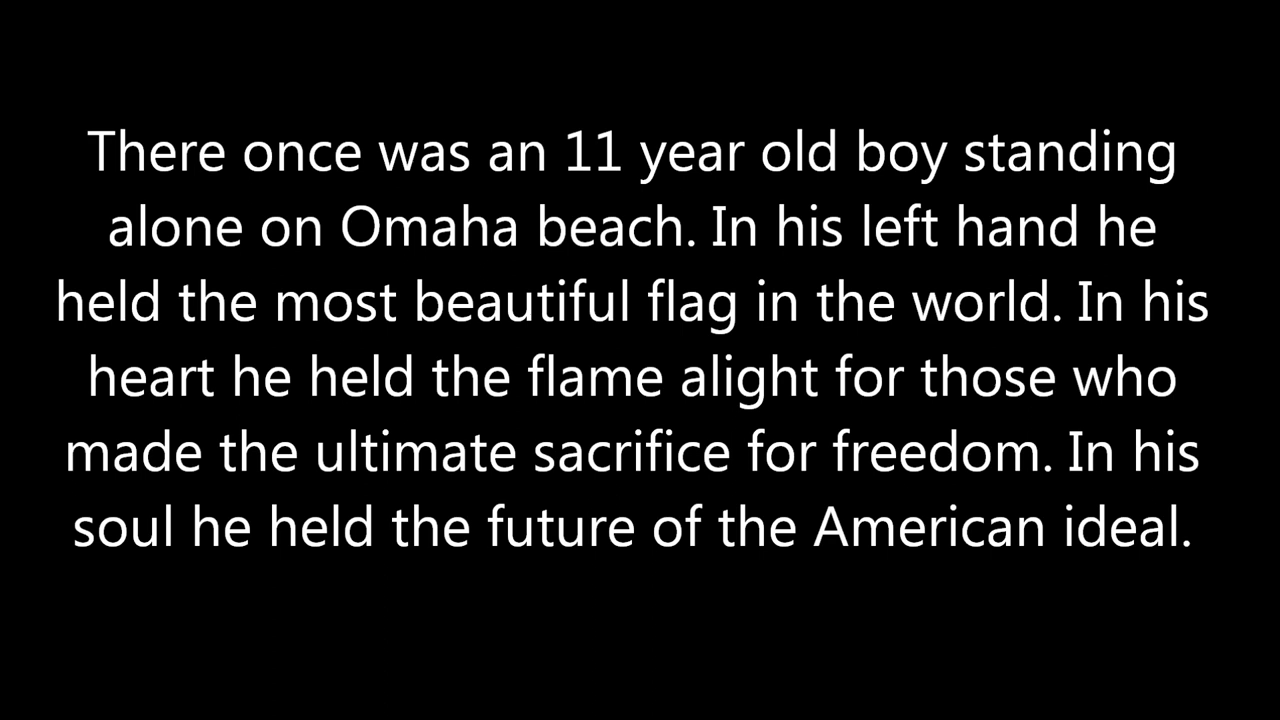 There once was an 11 year old boy standing
alone on Omaha beach. In his left hand he
held the most beautiful flag in the world. In his
heart he held the flame alight for those who
made the ultimate sacrifice for freedom. In his
soul he held the future of the American ideal.